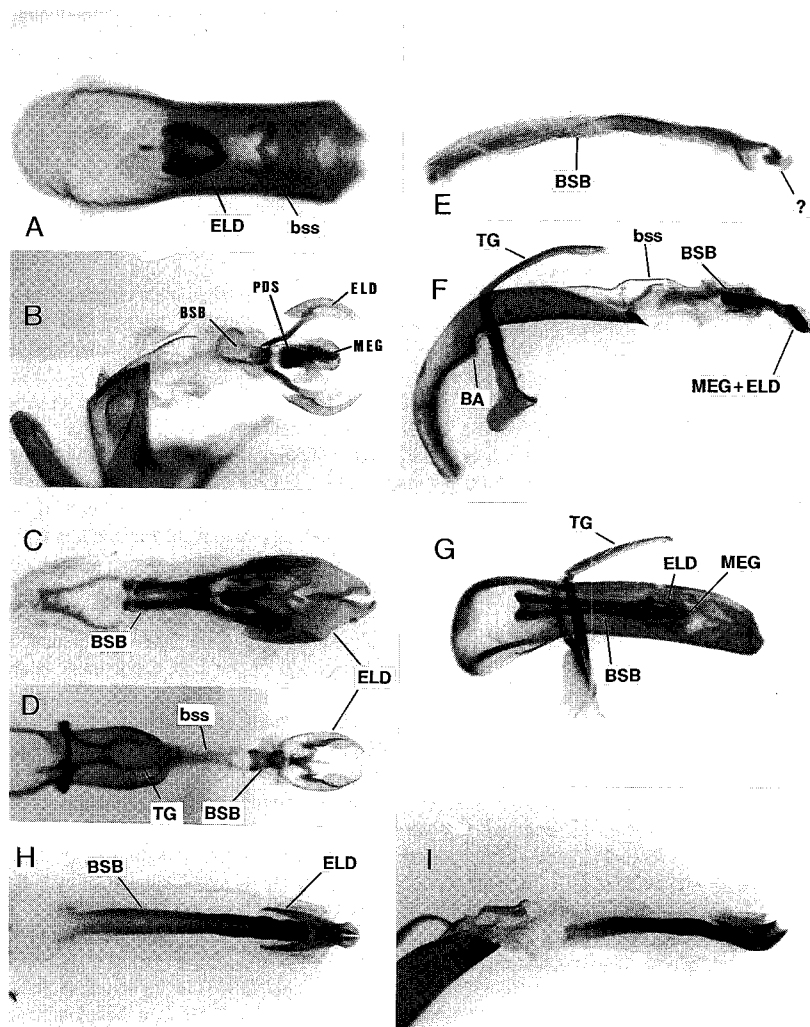 A
ELD
bss
E
BSB
?
B
BSB
PDS
ELD
MEG
F
TG
bss
BSB
BA
MEG + ELD
C
BSB
ELD
D
bss
TG
BSB
G
TG
ELD
MEG
BSB
H
BSB
ELD
I